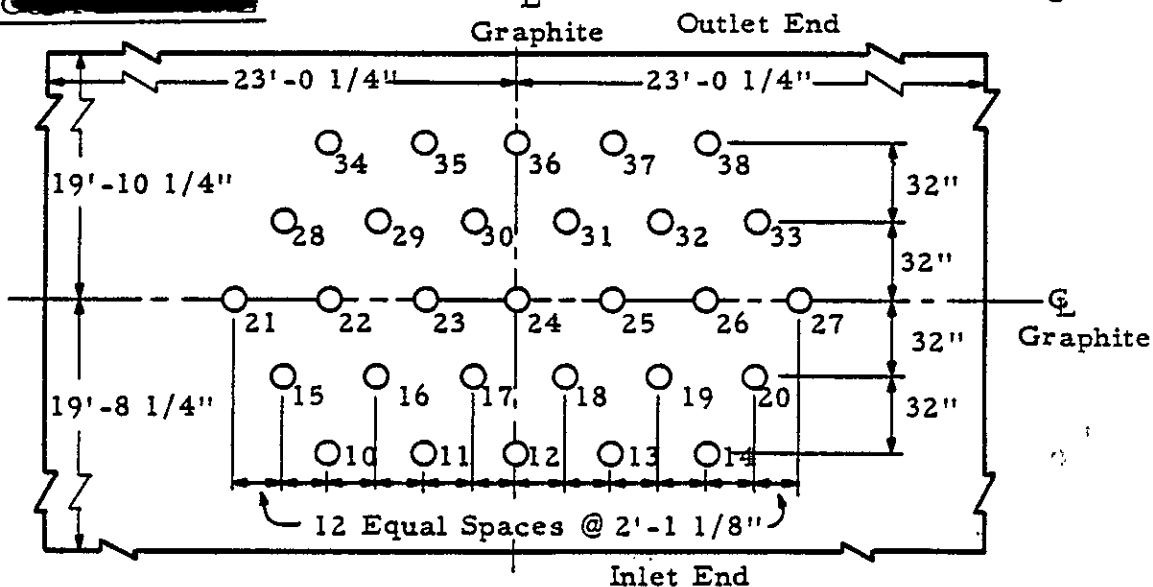 ℄
Graphite Outlet End
23'-0 1/4" 23'-0 1/4"
34 35 36 37 38
19'-10 1/4" 32"
28 29 30 31 32 33
32"
21 22 23 24 25 26 27 ℄
Graphite
32"
15 16 17 18 19 20
19'-8 1/4" 32"
10 11 12 13 14
12 Equal Spaces @ 2'-1 1/8"
Inlet End